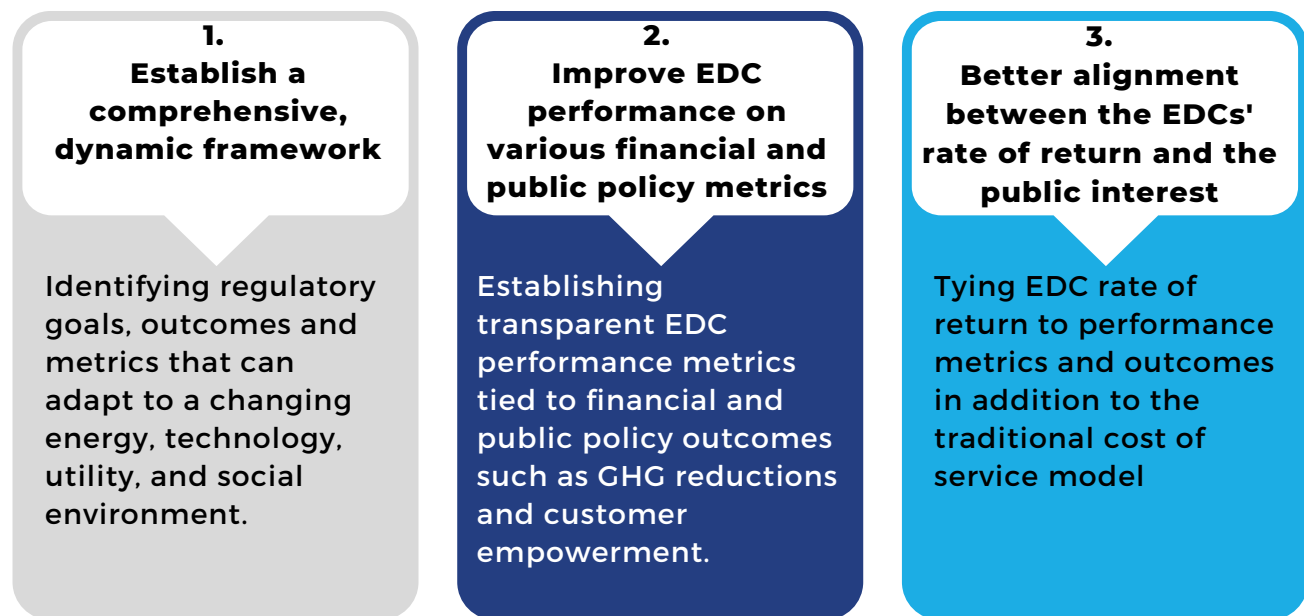 1.
Establish a
comprehensive,
dynamic framework
Identifying regulatory
goals, outcomes and
metrics that can
adapt to a changing
energy, technology,
utility, and social
environment.
2.
Improve EDC
performance on
various financial and
public policy metrics
Establishing
transparent EDC
performance metrics
tied to financial and
public policy outcomes
such as GHG reductions
and customer
empowerment.
3.
Better alignment
between the EDCs'
rate of return and the
public interest
Tying EDC rate of
return to performance
metrics and outcomes
in addition to the
traditional cost of
service model